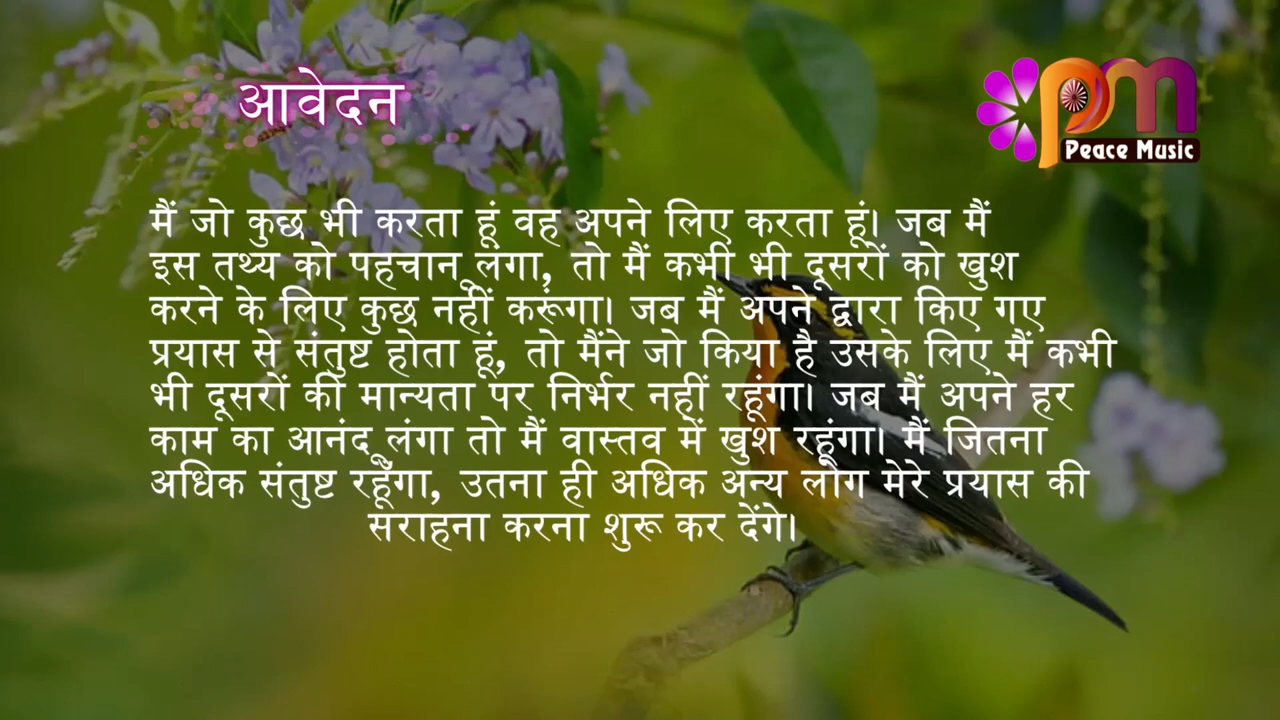 आवेदन
pm
Peace Music
मैं जो कुछ भी करता हूं वह अपने लिए करता हूं। जब मैं
इस तथ्य को पहचान लूंगा, तो मैं कभी भी दूसरों को खुश
करने के लिए कुछ नहीं करूंगा। जब मैं अपने द्वारा किए गए
प्रयास से संतुष्ट होता हूं, तो मैंने जो किया है उसके लिए मैं कभी
भी दूसरों की मान्यता पर निर्भर नहीं रहूंगा। जब मैं अपने हर
काम का आनंद लूंगा तो मैं वास्तव में खुश रहूंगा। मैं जितना
अधिक संतुष्ट रहूँगा, उतना ही अधिक अन्य लोग मेरे प्रयास की
सराहना करना शुरू कर देंगे।